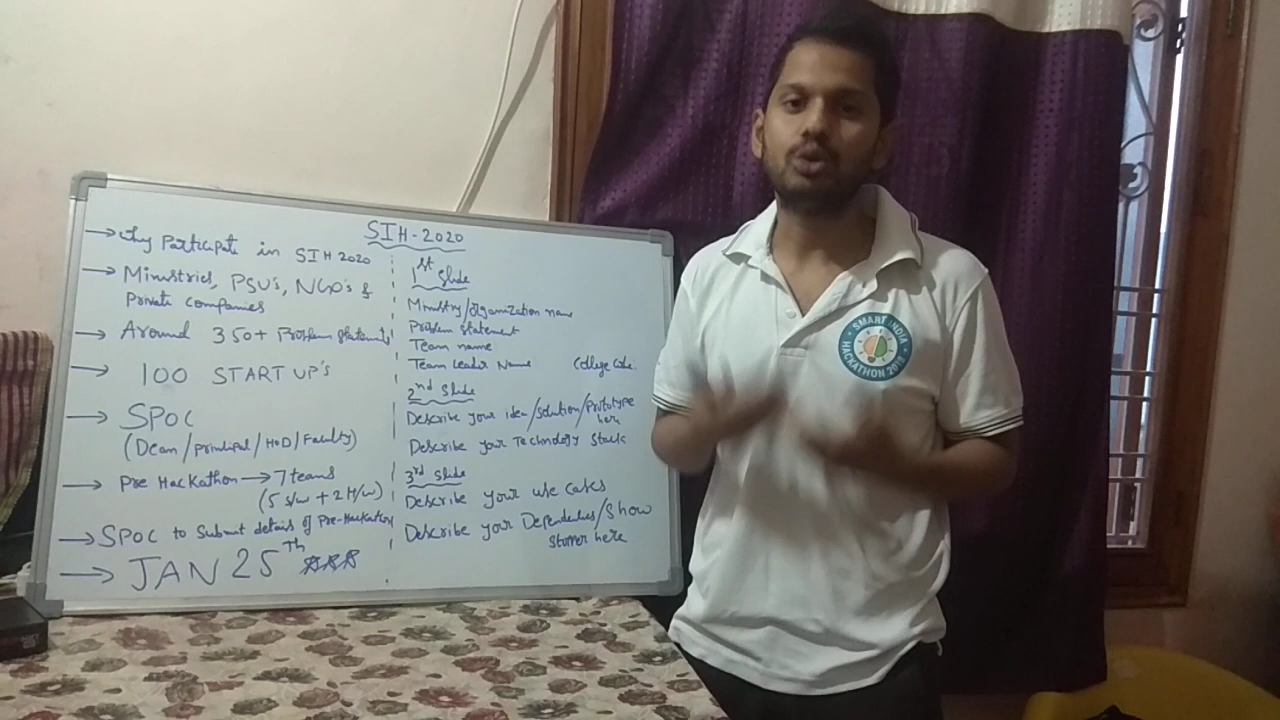 SIH-2020
→ Why Participate in SIH 2020
→ Ministries, PSU's, NGO's &
Private Companies
→ Around 350+ Problem Statements
→ 100 START UP's
→ SPOC
(Dean/principal/HOD/Faculty)
→ Pre Hackathon → 7 teams
(5 S/w + 2 H/w)
→ SPOC to Submit details of Pre-Hackathon
→ JAN 25th
1st Slide
Ministry/Organization name
Problem Statement
Team name
Team Leader Name College Code.
2nd Slide
Describe your idea/solution/prototype
here
Describe your Technology Stack
3rd Slide
Describe your use cases
Describe your Dependencies/Show
stopper here
SMART INDIA
HACKATHON 2019